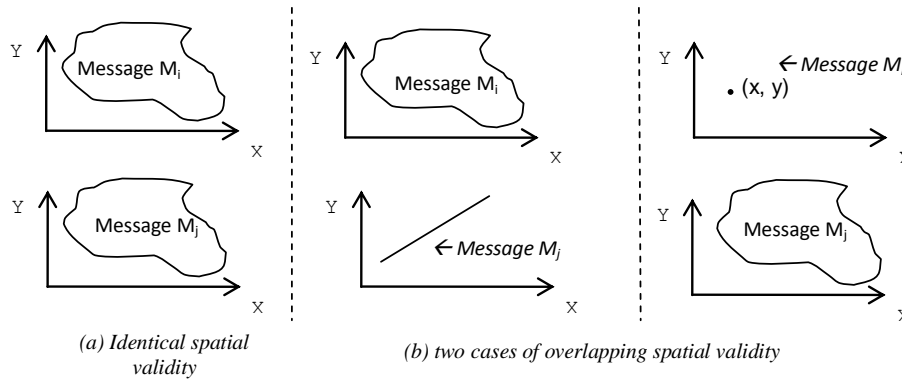 Y
Message Mi
X
Y
Message Mj
X
(a) Identical spatial
validity
Y
Message Mi
X
Y
← Message Mj
X
Y
← Message M
• (x, y)
Y
Message Mj
(b) two cases of overlapping spatial validity